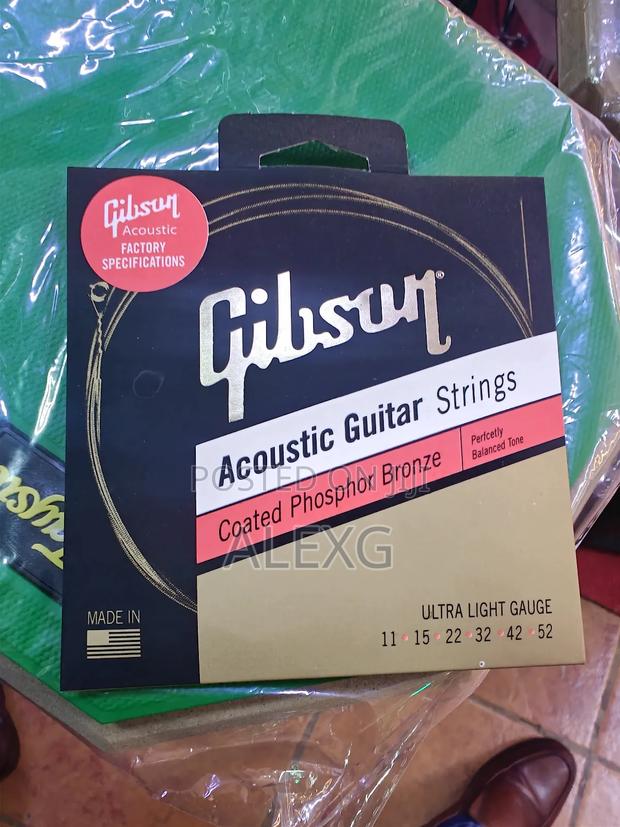 Gibson
Acoustic
FACTORY
SPECIFICATIONS
Gibson®
Acoustic Guitar Strings
Coated Phosphor Bronze
Perfcetly
Balanced Tone
POSTED ON JIJI
ALEXG
MADE IN
ULTRA LIGHT GAUGE
11 • 15 • 22 • 32 • 42 • 52